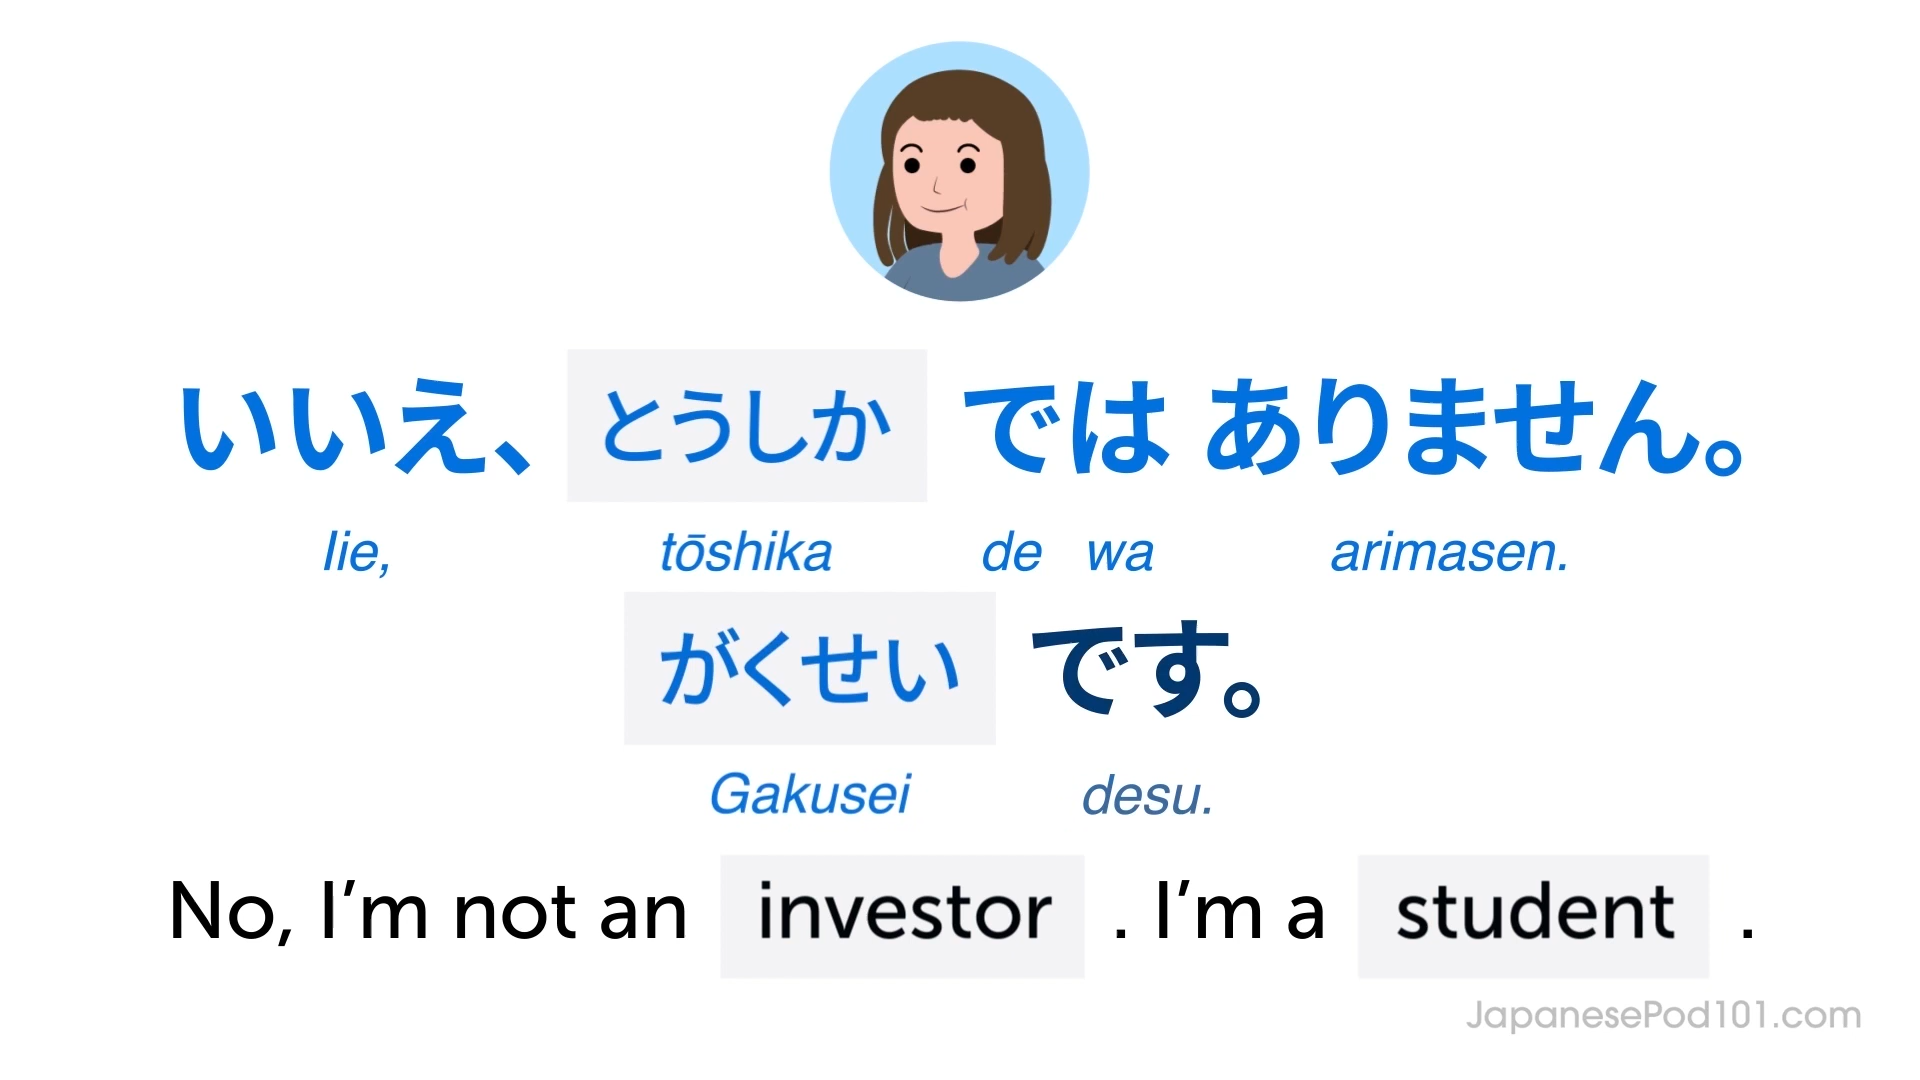 いいえ、 とうしか では ありません。
Iie, tōshika de wa arimasen.
がくせい です。
Gakusei desu.
No, I’m not an investor . I’m a student .
JapanesePod101.com